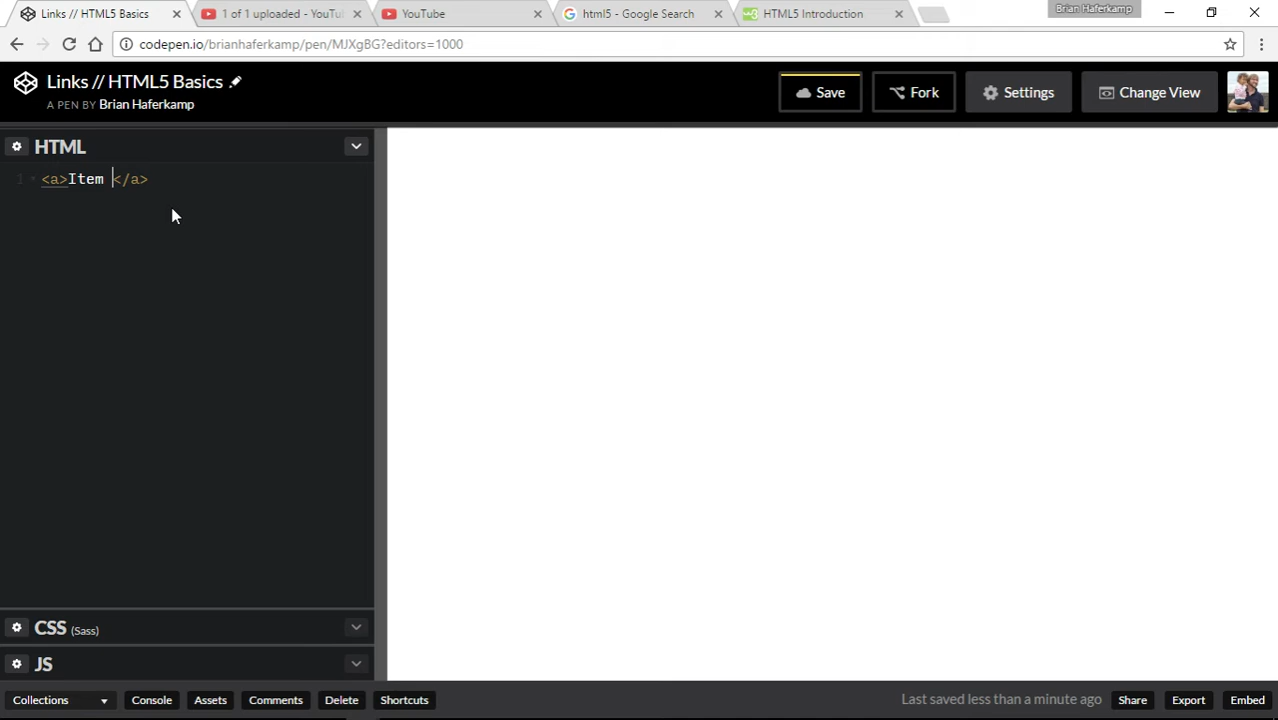 Links // HTML5 Basics
1 of 1 uploaded - YouTu
YouTube
html5 - Google Search
HTML5 Introduction
Brian Haferkamp
codepen.io/brianhaferkamp/pen/MJXgBG?editors=1000
Links // HTML5 Basics
A PEN BY Brian Haferkamp
Save
Fork
Settings
Change View
HTML
1 <a>Item </a>
CSS (Sass)
JS
Collections
Console
Assets
Comments
Delete
Shortcuts
Last saved less than a minute ago
Share
Export
Embed